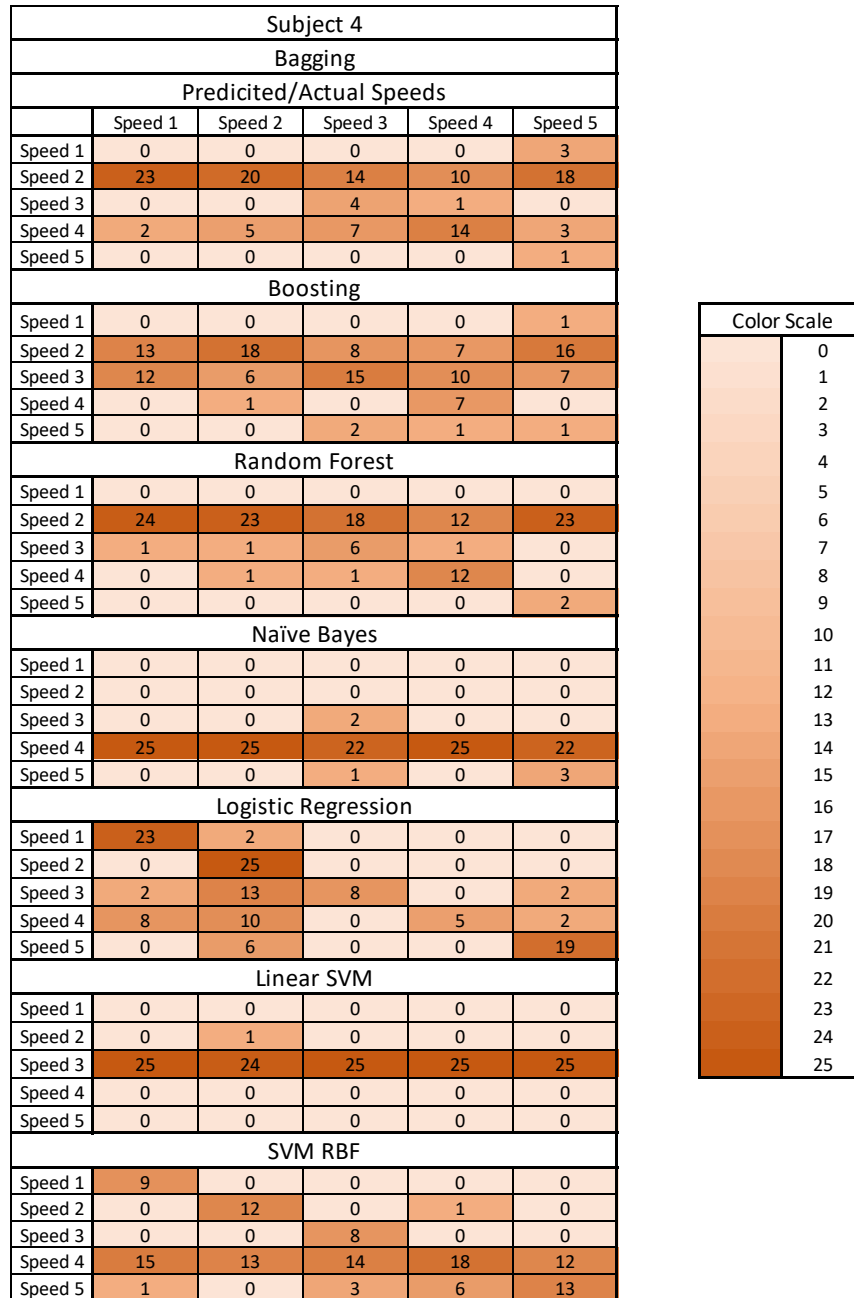 Subject 4
Bagging
Predicited/Actual Speeds
Speed 1 Speed 2 Speed 3 Speed 4 Speed 5
Speed 1 0 0 0 0 3
Speed 2 23 20 14 10 18
Speed 3 0 0 4 1 0
Speed 4 2 5 7 14 3
Speed 5 0 0 0 0 1
Boosting
Speed 1 0 0 0 0 1
Speed 2 13 18 8 7 16
Speed 3 12 6 15 10 7
Speed 4 0 1 0 7 0
Speed 5 0 0 2 1 1
Random Forest
Speed 1 0 0 0 0 0
Speed 2 24 23 18 12 23
Speed 3 1 1 6 1 0
Speed 4 0 1 1 12 0
Speed 5 0 0 0 0 2
Naïve Bayes
Speed 1 0 0 0 0 0
Speed 2 0 0 0 0 0
Speed 3 0 0 2 0 0
Speed 4 25 25 22 25 22
Speed 5 0 0 1 0 3
Logistic Regression
Speed 1 23 2 0 0 0
Speed 2 0 25 0 0 0
Speed 3 2 13 8 0 2
Speed 4 8 10 0 5 2
Speed 5 0 6 0 0 19
Linear SVM
Speed 1 0 0 0 0 0
Speed 2 0 1 0 0 0
Speed 3 25 24 25 25 25
Speed 4 0 0 0 0 0
Speed 5 0 0 0 0 0
SVM RBF
Speed 1 9 0 0 0 0
Speed 2 0 12 0 1 0
Speed 3 0 0 8 0 0
Speed 4 15 13 14 18 12
Speed 5 1 0 3 6 13
Color Scale
0
1
2
3
4
5
6
7
8
9
10
11
12
13
14
15
16
17
18
19
20
21
22
23
24
25